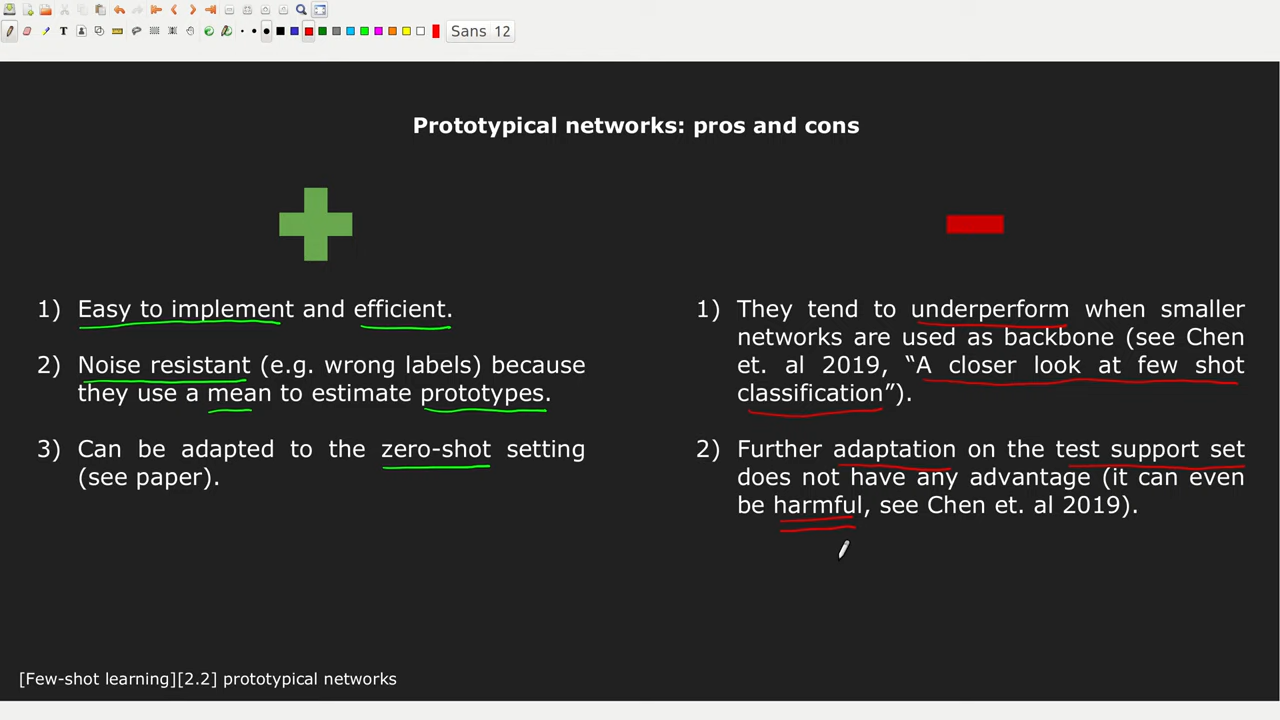 Sans 12
Prototypical networks: pros and cons
1) Easy to implement and efficient.
2) Noise resistant (e.g. wrong labels) because
they use a mean to estimate prototypes.
3) Can be adapted to the zero-shot setting
(see paper).
1) They tend to underperform when smaller
networks are used as backbone (see Chen
et. al 2019, “A closer look at few shot
classification”).
2) Further adaptation on the test support set
does not have any advantage (it can even
be harmful, see Chen et. al 2019).
[Few-shot learning][2.2] prototypical networks